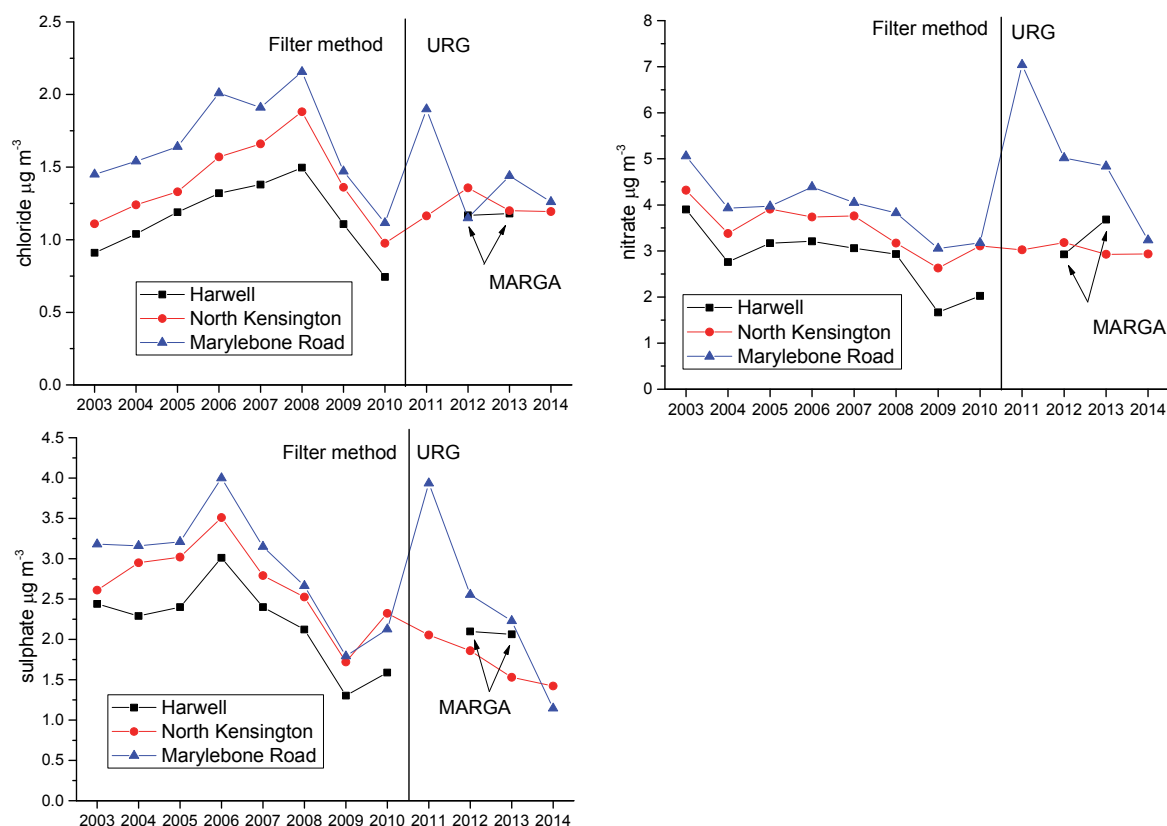 Filter method
URG
2.5
2.0
1.5
1.0
0.5
0.0
chloride µg m-3
Harwell
North Kensington
Marylebone Road
MARGA
2003 2004 2005 2006 2007 2008 2009 2010 2011 2012 2013 2014
Filter method
URG
8
7
6
5
4
3
2
1
0
nitrate µg m-3
Harwell
North Kensington
Marylebone Road
MARGA
2003 2004 2005 2006 2007 2008 2009 2010 2011 2012 2013 2014
Filter method
URG
4.5
4.0
3.5
3.0
2.5
2.0
1.5
1.0
0.5
0.0
sulphate µg m-3
Harwell
North Kensington
Marylebone Road
MARGA
2003 2004 2005 2006 2007 2008 2009 2010 2011 2012 2013 2014